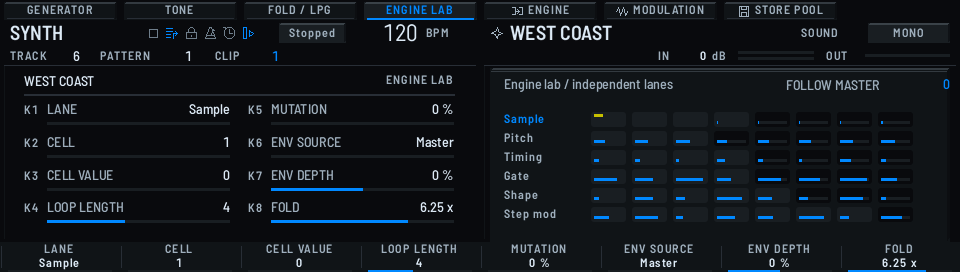 GENERATOR TONE FOLD / LPG ENGINE LAB ENGINE MODULATION STORE POOL
SYNTH Stopped 120 BPM WEST COAST SOUND MONO
TRACK 6 PATTERN 1 CLIP 1 IN 0 dB OUT
WEST COAST ENGINE LAB
K1 LANE Sample K5 MUTATION 0 %
K2 CELL 1 K6 ENV SOURCE Master
K3 CELL VALUE 0 K7 ENV DEPTH 0 %
K4 LOOP LENGTH 4 K8 FOLD 6.25 x
Engine lab / independent lanes FOLLOW MASTER 0
Sample
Pitch
Timing
Gate
Shape
Step mod
LANE CELL CELL VALUE LOOP LENGTH MUTATION ENV SOURCE ENV DEPTH FOLD
Sample 1 0 4 0 % Master 0 % 6.25 x